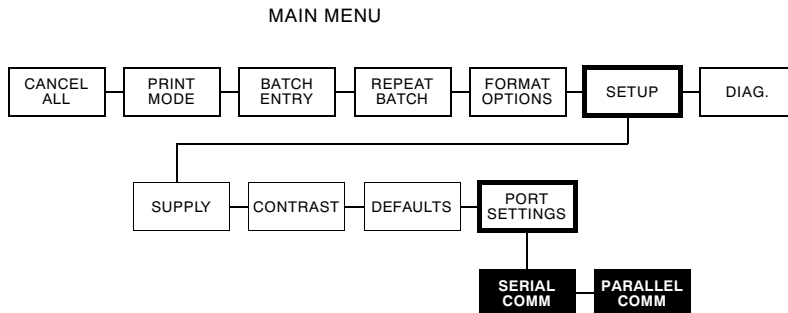 MAIN MENU
CANCEL
ALL
PRINT
MODE
BATCH
ENTRY
REPEAT
BATCH
FORMAT
OPTIONS
SETUP
DIAG.
SUPPLY
CONTRAST
DEFAULTS
PORT
SETTINGS
SERIAL
COMM
PARALLEL
COMM